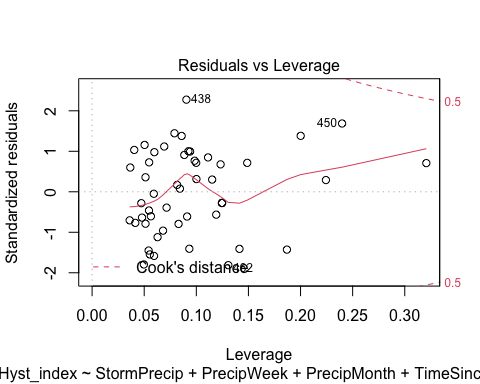 Residuals vs Leverage
Standardized residuals
2
1
0
-1
-2
438
450
0.5
Cook's distance
0.5
0.00 0.05 0.10 0.15 0.20 0.25 0.30
Leverage
Hyst_index ~ StormPrecip + PrecipWeek + PrecipMonth + TimeSinc